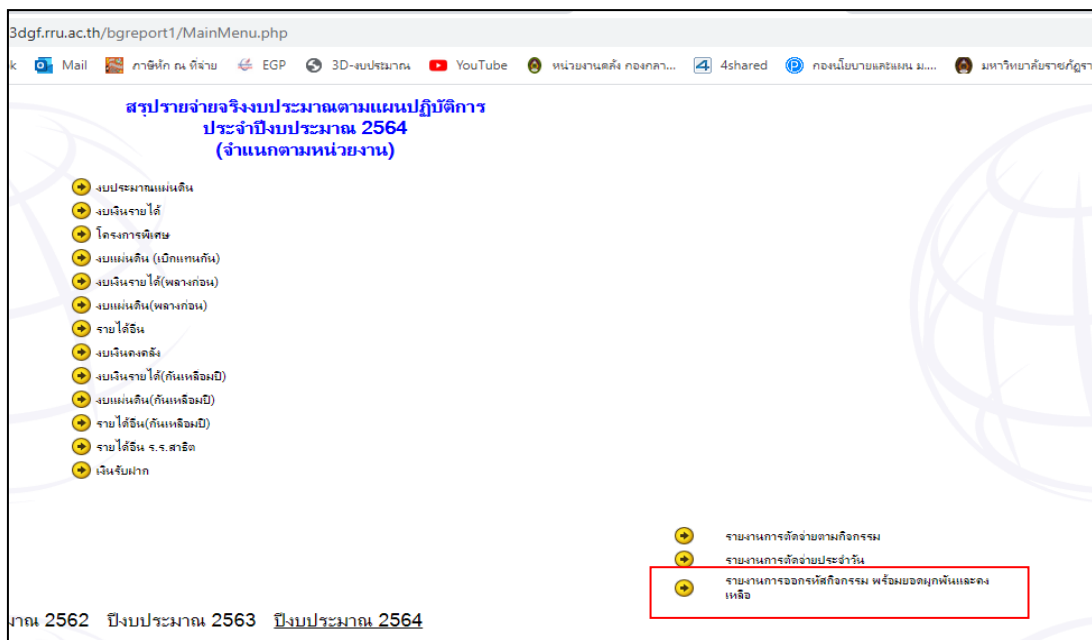 3dgf.rru.ac.th/bgreport1/MainMenu.php
k Mail ภาษีหัก ณ ที่จ่าย EGP 3D-งบประมาณ YouTube หน่วยงานคลัง กองกลา... 4shared กองนโยบายและแผน ม.... มหาวิทยาลัยราชภัฏรา
สรุปรายจ่ายจริงงบประมาณตามแผนปฏิบัติการ
ประจำปีงบประมาณ 2564
(จำแนกตามหน่วยงาน)
งบประมาณแผ่นดิน
งบเงินรายได้
โครงการพิเศษ
งบแผ่นดิน (เบิกแทนกัน)
งบเงินรายได้(พลางก่อน)
งบแผ่นดิน(พลางก่อน)
รายได้อื่น
งบเงินคงคลัง
งบเงินรายได้(กันเหลือมปี)
งบแผ่นดิน(กันเหลือมปี)
รายได้อื่น(กันเหลือมปี)
รายได้อื่น ร.ร.สาธิต
เงินรับฝาก
รายงานการตัดจ่ายตามกิจกรรม
รายงานการตัดจ่ายประจำวัน
รายงานการออกรหัสกิจกรรม พร้อมยอดผูกพันและคง
เหลือ
มาณ 2562 ปีงบประมาณ 2563 ปีงบประมาณ 2564